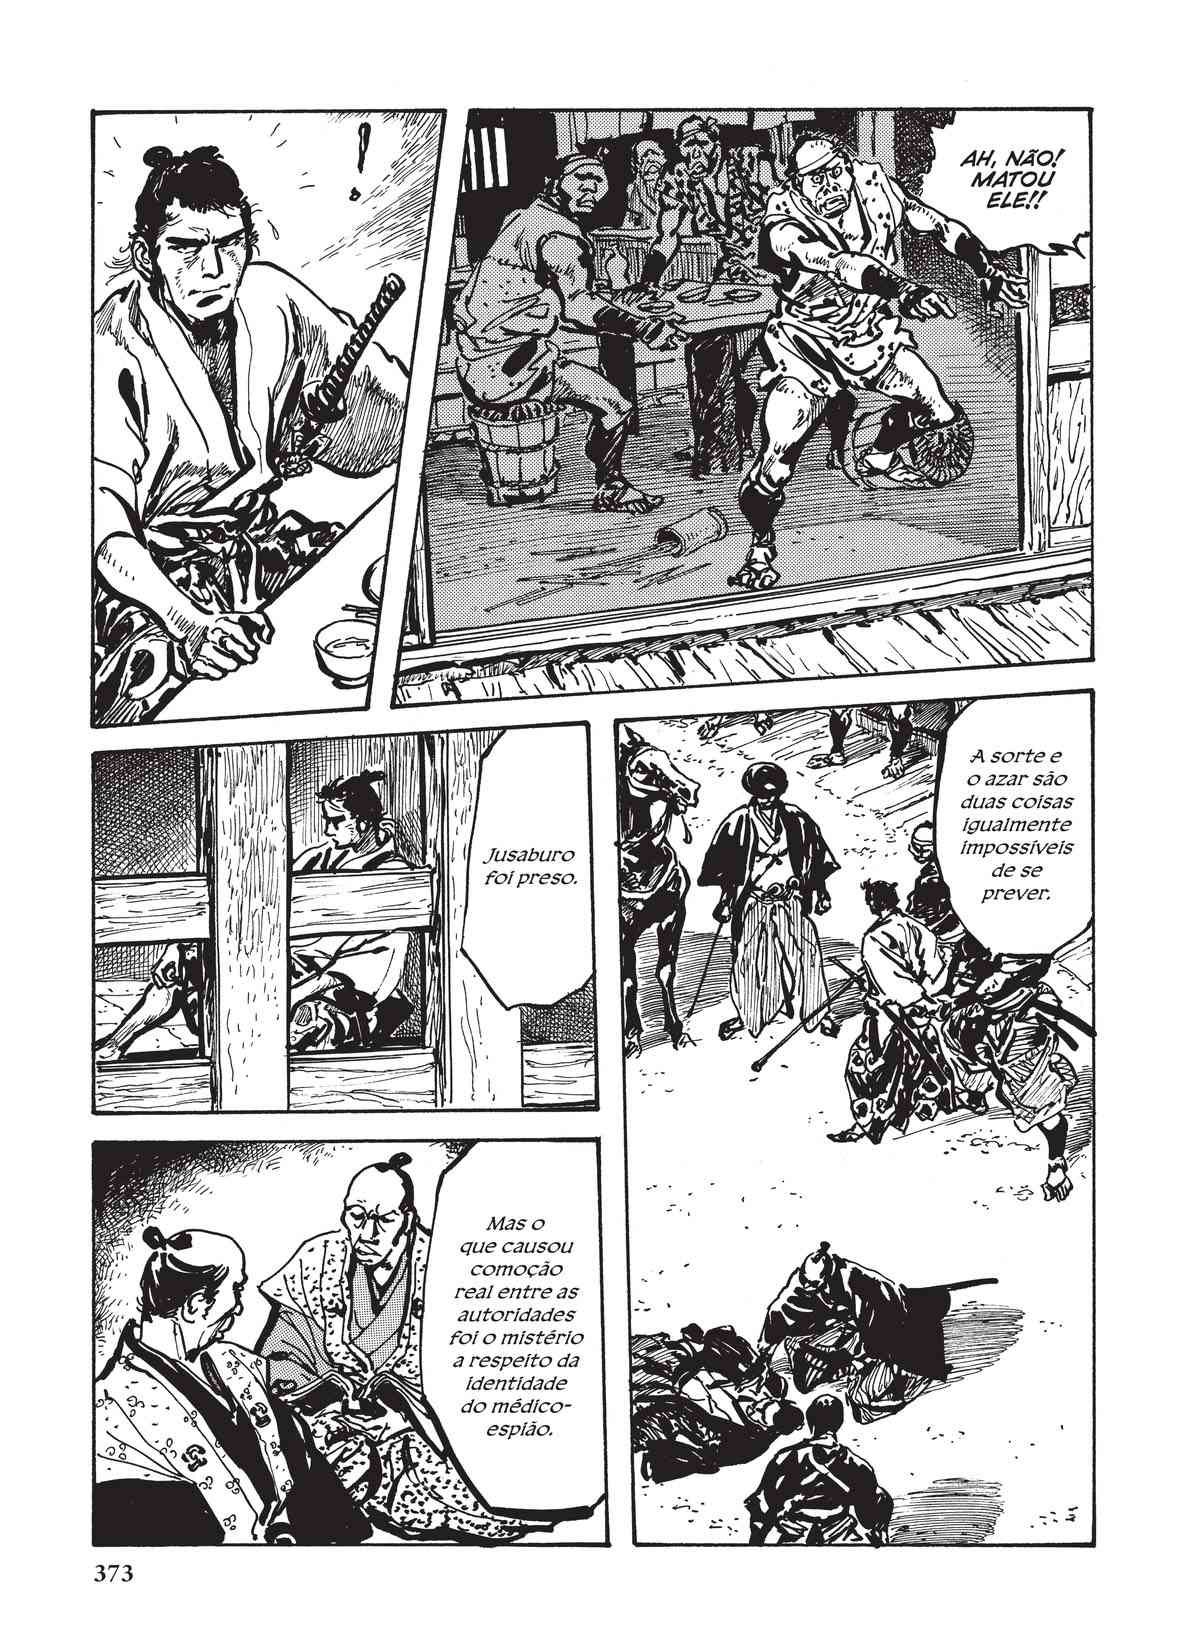 AH, NÃO!
MATOU
ELE!!
!
A sorte e
o azar são
duas coisas
igualmente
impossíveis
de se
prever.
Jusaburo
foi preso.
Mas o
que causou
comoção
real entre as
autoridades
foi o mistério
a respeito da
identidade
do médico-
espião.
373